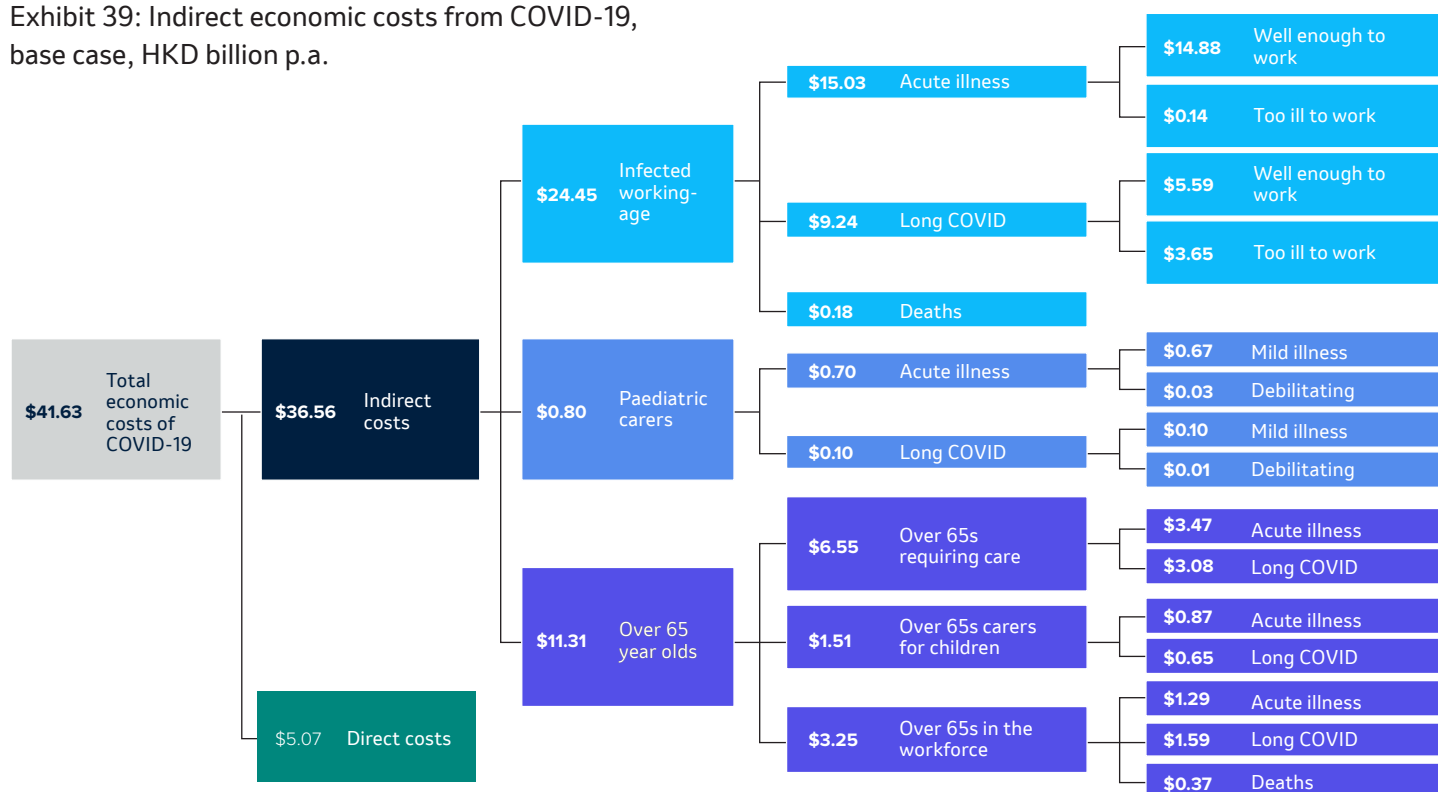 Exhibit 39: Indirect economic costs from COVID-19,
base case, HKD billion p.a.
$41.63
Total
economic
costs of
COVID-19
$36.56
Indirect
costs
$5.07 Direct costs
$24.45
Infected
working-
age
$15.03 Acute illness
$14.88
Well enough to
work
$0.14 Too ill to work
$9.24 Long COVID
$5.59
Well enough to
work
$3.65 Too ill to work
$0.18 Deaths
$0.80
Paediatric
carers
$0.70 Acute illness
$0.67 Mild illness
$0.03 Debilitating
$0.10 Long COVID
$0.10 Mild illness
$0.01 Debilitating
$11.31
Over 65
year olds
$6.55
Over 65s
requiring care
$3.47 Acute illness
$3.08 Long COVID
$1.51
Over 65s carers
for children
$0.87 Acute illness
$0.65 Long COVID
$3.25
Over 65s in the
workforce
$1.29 Acute illness
$1.59 Long COVID
$0.37 Deaths